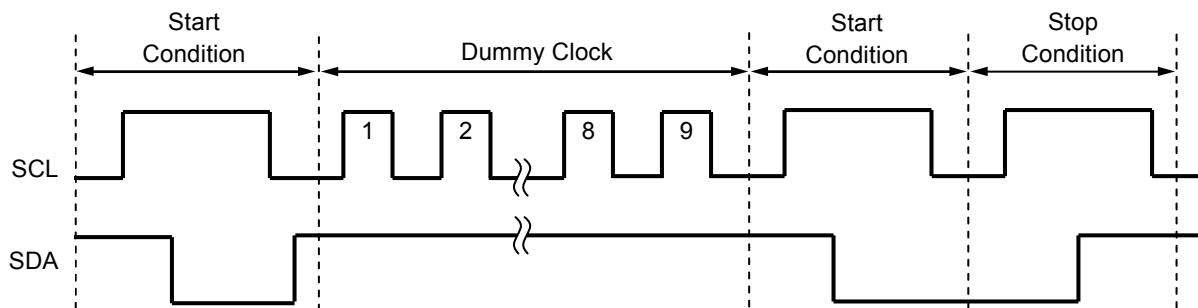 Start
Condition
Dummy Clock
Start
Condition
Stop
Condition
SCL
1
2
8
9
SDA